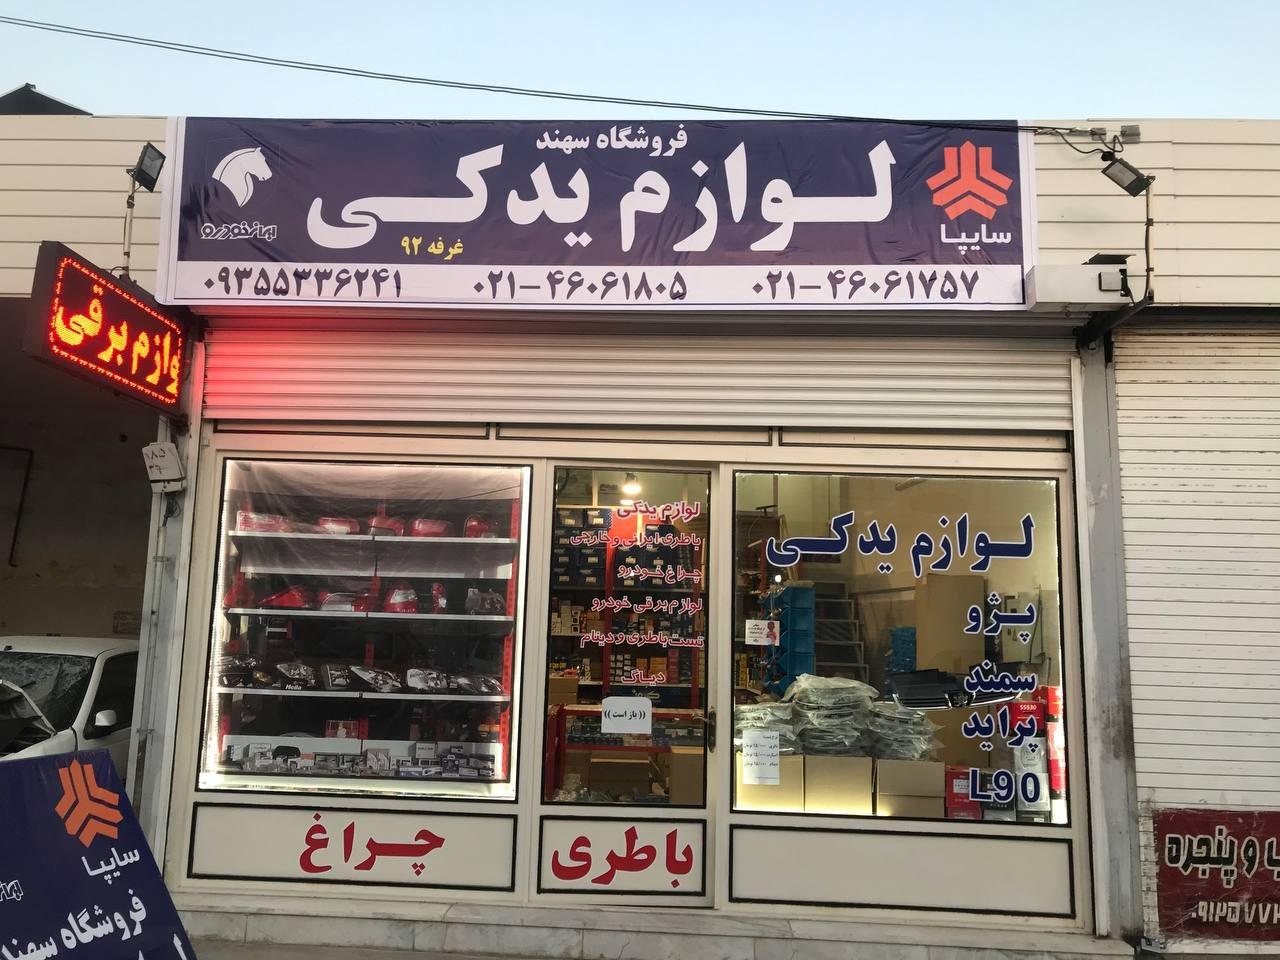 فروشگاه سهند
لوازم یدکی
غرفه ۹۲
ایران خودرو
سایپا
۰۲۱-۴۶۰۶۱۷۵۷
۰۲۱-۴۶۰۶۱۸۰۵
۰۹۳۵۵۳۳۶۲۴۱
لوازم برقی
لوازم یدکی
باطری ایرانی و خارجی
چراغ خودرو
لوازم برقی خودرو
تست باطری و دینام
دیاگ
((باز است))
لوازم یدکی
پژو
سمند
پراید
L90
Hella
چراغ
باطری
سایپا
فروشگاه سهند
و پنجره